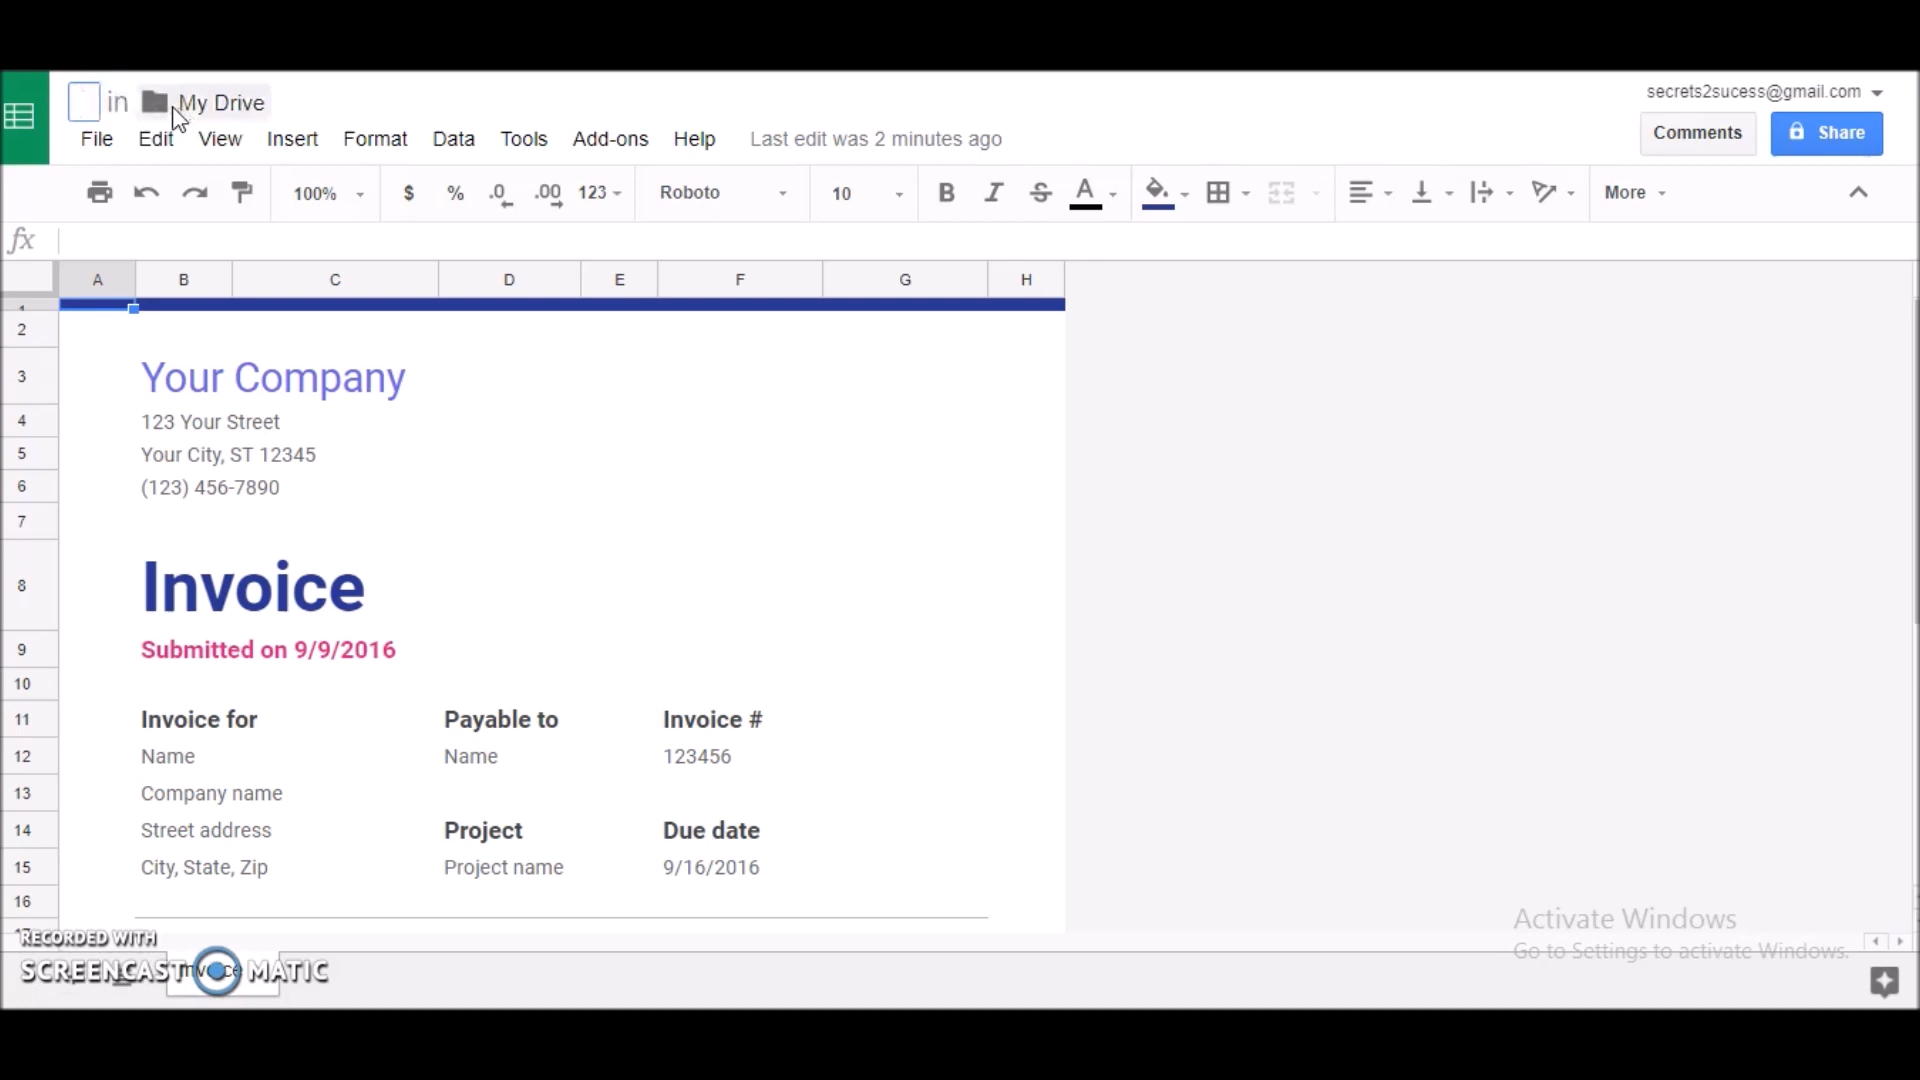 in My Drive
secrets2sucess@gmail.com
File Edit View Insert Format Data Tools Add-ons Help Last edit was 2 minutes ago
Comments Share
100% $ % .0 .00 123 Roboto 10 B I S A More
fx
A B C D E F G H
1
2
3 Your Company
4 123 Your Street
5 Your City, ST 12345
6 (123) 456-7890
7
8 Invoice
9 Submitted on 9/9/2016
10
11 Invoice for Payable to Invoice #
12 Name Name 123456
13 Company name
14 Street address Project Due date
15 City, State, Zip Project name 9/16/2016
16
Activate Windows
Go to Settings to activate Windows.
RECORDED WITH
SCREENCAST MATIC